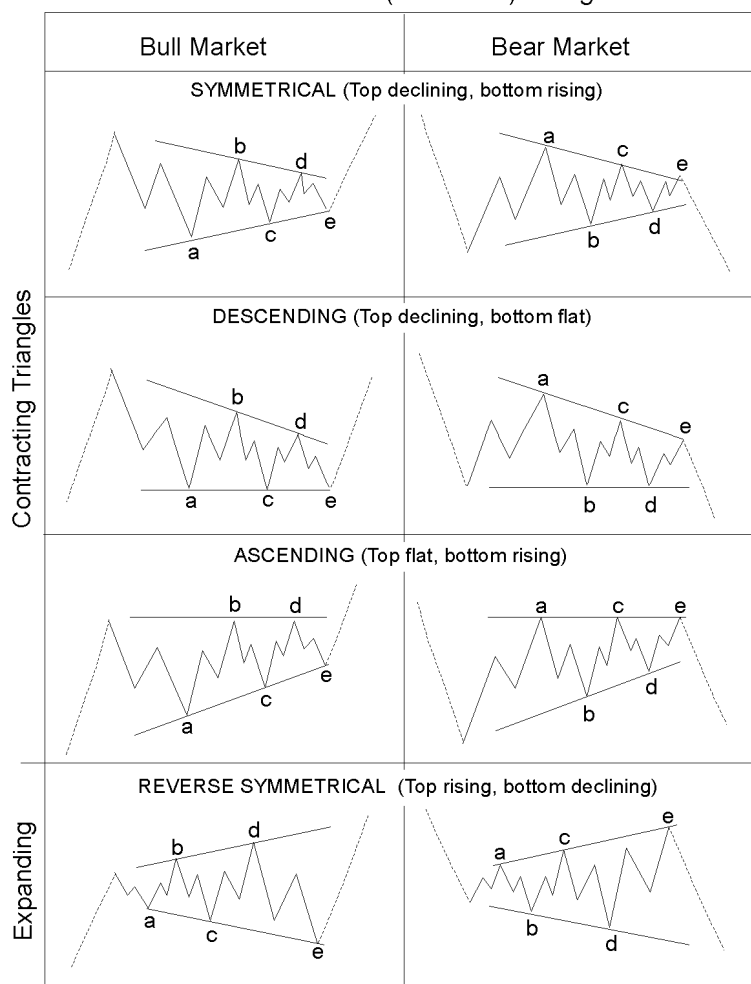 Bull Market
Bear Market
SYMMETRICAL (Top declining, bottom rising)
b
d
a
c
e
a
c
e
b
d
Contracting Triangles
DESCENDING (Top declining, bottom flat)
b
d
a
c
e
a
c
e
b
d
ASCENDING (Top flat, bottom rising)
b
d
a
c
e
a
c
e
b
d
Expanding
REVERSE SYMMETRICAL (Top rising, bottom declining)
b
d
a
c
e
a
c
e
b
d